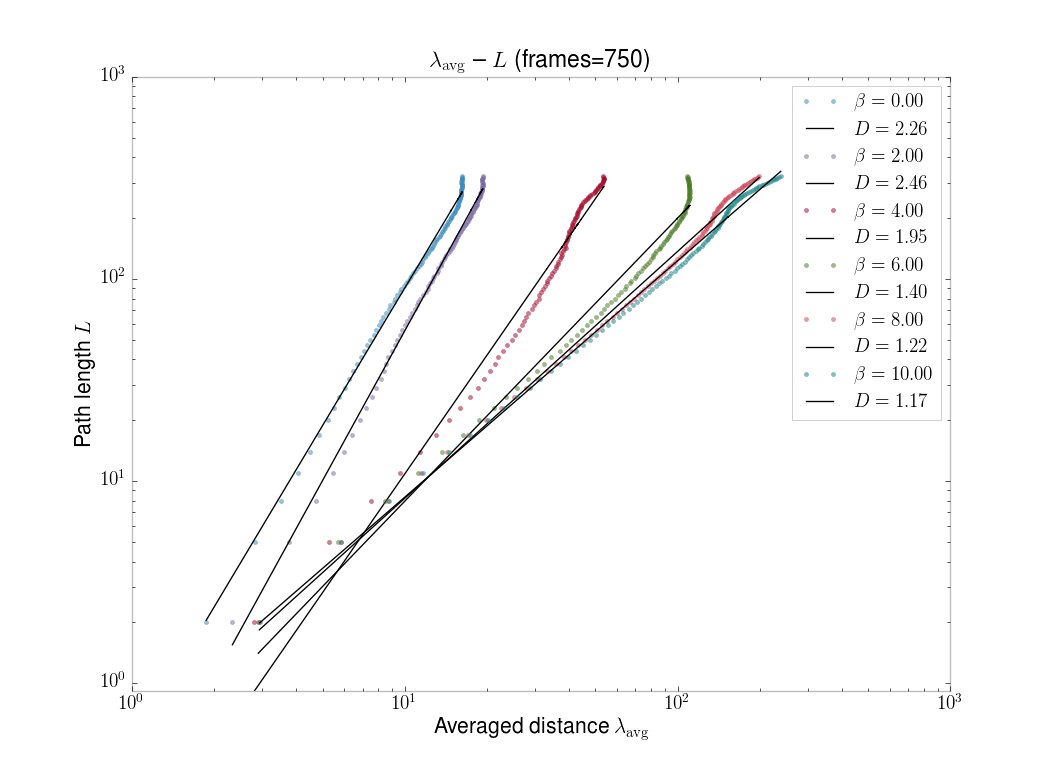 λavg − L (frames=750)
10³
10²
10¹
10⁰
Path length L
10⁰ 10¹ 10² 10³
Averaged distance λavg
β = 0.00
D = 2.26
β = 2.00
D = 2.46
β = 4.00
D = 1.95
β = 6.00
D = 1.40
β = 8.00
D = 1.22
β = 10.00
D = 1.17